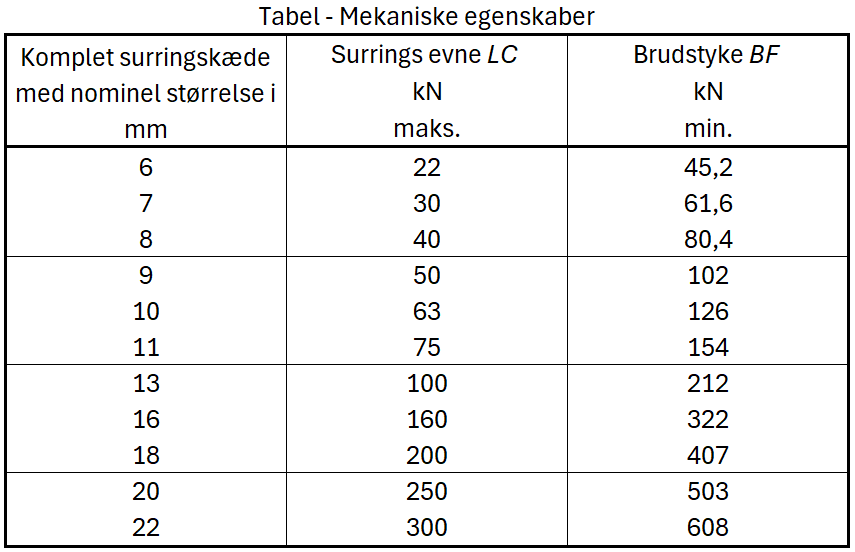 Tabel - Mekaniske egenskaber
Komplet surringskæde med nominel størrelse i mm	Surrings evne LC kN maks.	Brudstyke BF kN min.
6	22	45,2
7	30	61,6
8	40	80,4
9	50	102
10	63	126
11	75	154
13	100	212
16	160	322
18	200	407
20	250	503
22	300	608